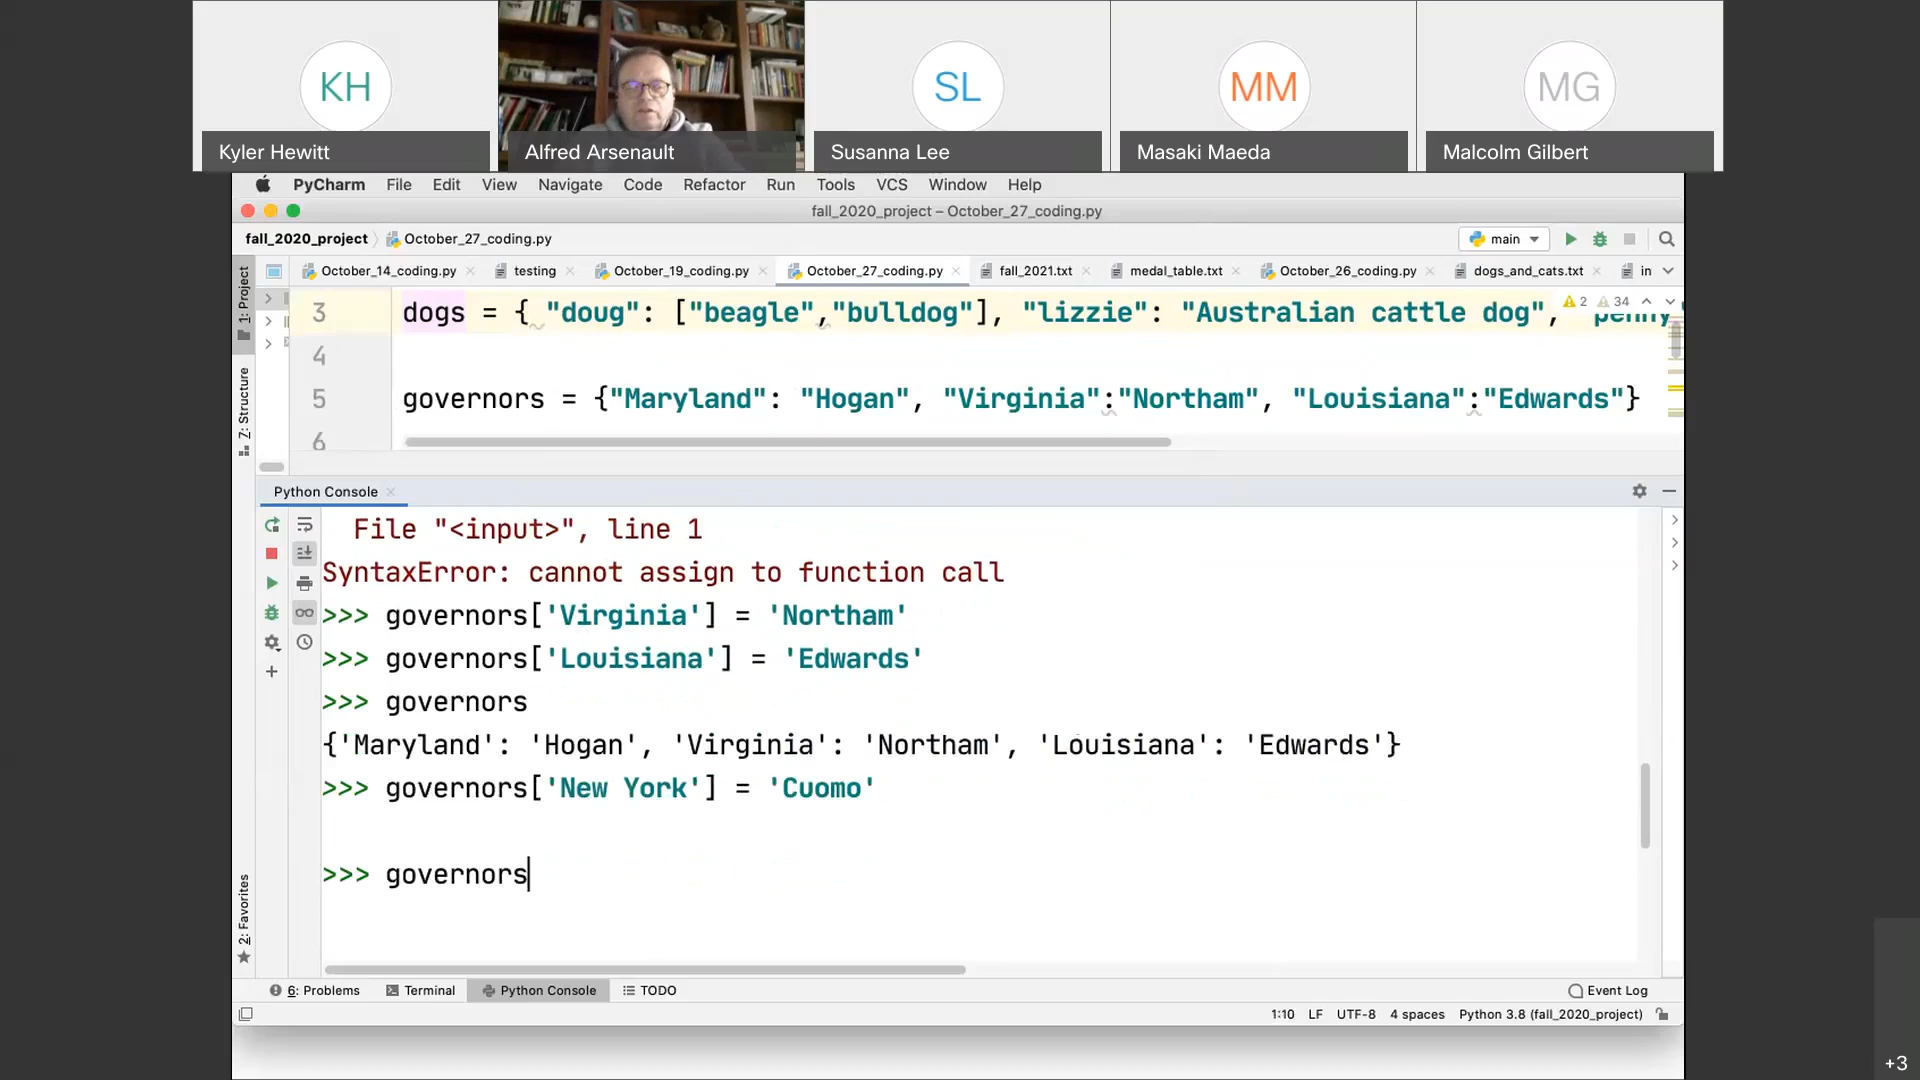 KH
SL
MM
MG
Kyler Hewitt
Alfred Arsenault
Susanna Lee
Masaki Maeda
Malcolm Gilbert
PyCharm File Edit View Navigate Code Refactor Run Tools VCS Window Help
fall_2020_project – October_27_coding.py
fall_2020_project October_27_coding.py
main
1: Project
October_14_coding.py
testing
October_19_coding.py
October_27_coding.py
fall_2021.txt
medal_table.txt
October_26_coding.py
dogs_and_cats.txt
in
3 dogs = { "doug": ["beagle","bulldog"], "lizzie": "Australian cattle dog", "penny"
2 34
4
5 governors = {"Maryland": "Hogan", "Virginia":"Northam", "Louisiana":"Edwards"}
6
Z: Structure
Python Console
File "<input>", line 1
SyntaxError: cannot assign to function call
>>> governors['Virginia'] = 'Northam'
>>> governors['Louisiana'] = 'Edwards'
>>> governors
{'Maryland': 'Hogan', 'Virginia': 'Northam', 'Louisiana': 'Edwards'}
>>> governors['New York'] = 'Cuomo'
>>> governors
2: Favorites
6: Problems Terminal Python Console TODO Event Log
1:10 LF UTF-8 4 spaces Python 3.8 (fall_2020_project)
+3